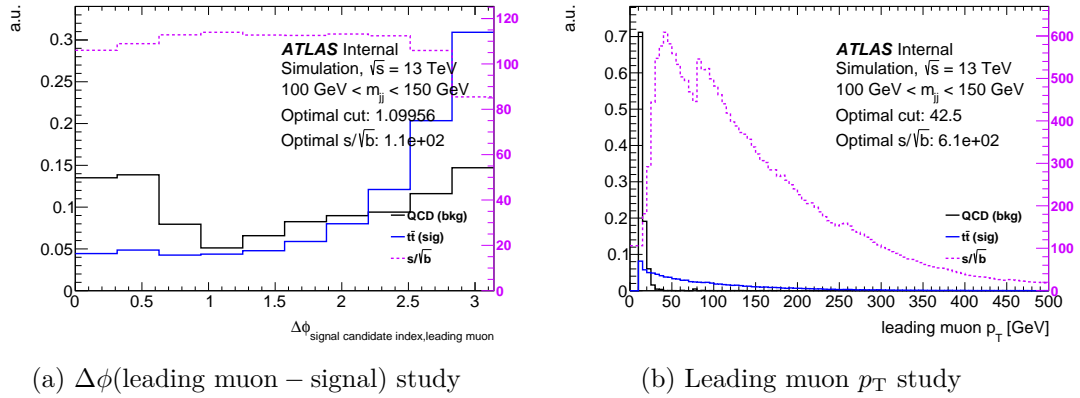 a.u.
0.3
0.25
0.2
0.15
0.1
0.05
0
0 0.5 1 1.5 2 2.5 3
110
100
80
60
40
20
0
ATLAS Internal
Simulation, √s = 13 TeV
100 GeV < m_jj < 150 GeV
Optimal cut: 1.09956
Optimal s/√b: 1.1e+02
QCD (bkg)
tt̄ (sig)
s/√b
Δϕ_signal candidate index,leading muon
(a) Δϕ(leading muon − signal) study
a.u.
0.7
0.6
0.5
0.4
0.3
0.2
0.1
0
0 50 100 150 200 250 300 350 400 450 500
600
500
400
300
200
100
0
ATLAS Internal
Simulation, √s = 13 TeV
100 GeV < m_jj < 150 GeV
Optimal cut: 42.5
Optimal s/√b: 6.1e+02
QCD (bkg)
tt̄ (sig)
s/√b
leading muon p_T [GeV]
(b) Leading muon p_T study